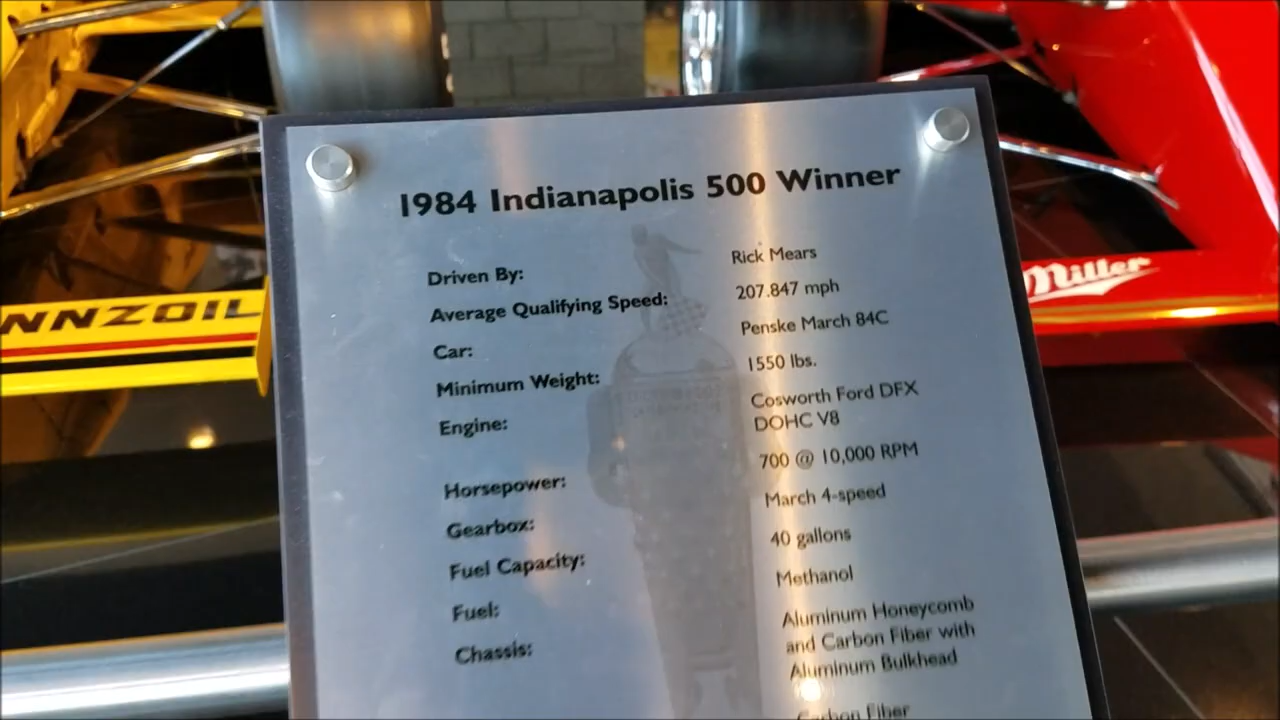 1984 Indianapolis 500 Winner
Driven By: Rick Mears
Average Qualifying Speed: 207.847 mph
Car: Penske March 84C
Minimum Weight: 1550 lbs.
Engine: Cosworth Ford DFX
DOHC V8
Horsepower: 700 @ 10,000 RPM
Gearbox: March 4-speed
Fuel Capacity: 40 gallons
Fuel: Methanol
Chassis: Aluminum Honeycomb
and Carbon Fiber with
Aluminum Bulkhead
Carbon Fiber
NNZOIL
Miller